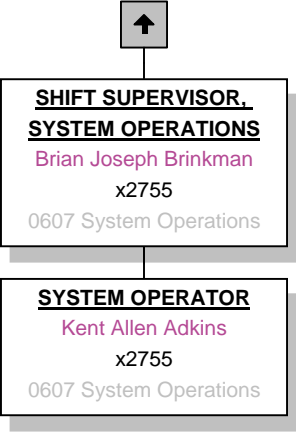 SHIFT SUPERVISOR,
SYSTEM OPERATIONS
Brian Joseph Brinkman
x2755
0607 System Operations
SYSTEM OPERATOR
Kent Allen Adkins
x2755
0607 System Operations